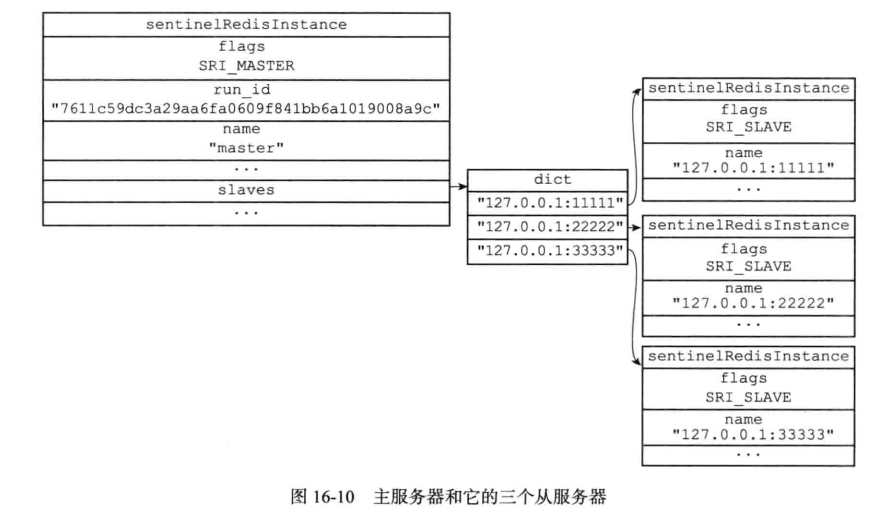 sentinelRedisInstance
flags
SRI_MASTER
run_id
"7611c59dc3a29aa6fa0609f841bb6a1019008a9c"
name
"master"
...
slaves
...
dict
"127.0.0.1:11111"
"127.0.0.1:22222"
"127.0.0.1:33333"
sentinelRedisInstance
flags
SRI_SLAVE
name
"127.0.0.1:11111"
...
sentinelRedisInstance
flags
SRI_SLAVE
name
"127.0.0.1:22222"
...
sentinelRedisInstance
flags
SRI_SLAVE
name
"127.0.0.1:33333"
...
图 16-10 主服务器和它的三个从服务器